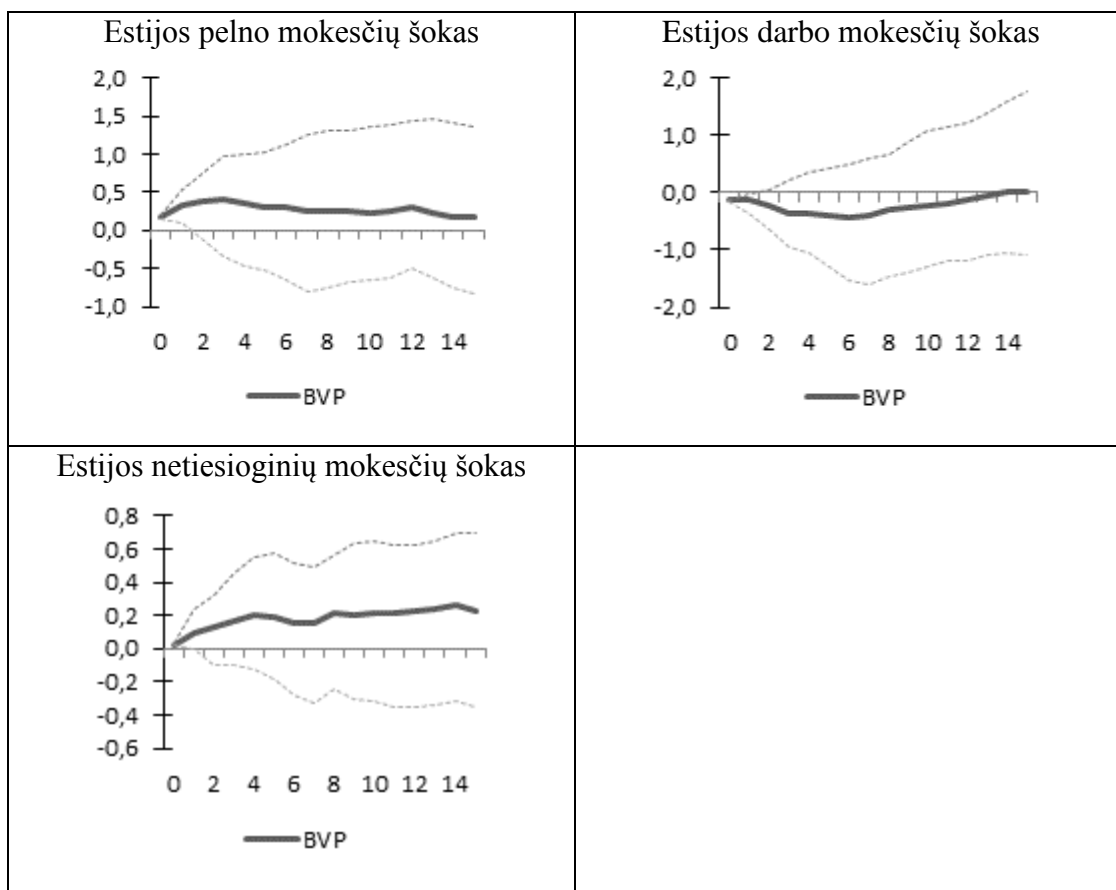 Estijos pelno mokesčių šokas
2,0
1,5
1,0
0,5
0,0
-0,5
-1,0
0 2 4 6 8 10 12 14
BVP
Estijos darbo mokesčių šokas
2,0
1,0
0,0
-1,0
-2,0
0 2 4 6 8 10 12 14
BVP
Estijos netiesioginių mokesčių šokas
0,8
0,6
0,4
0,2
0,0
-0,2
-0,4
-0,6
0 2 4 6 8 10 12 14
BVP